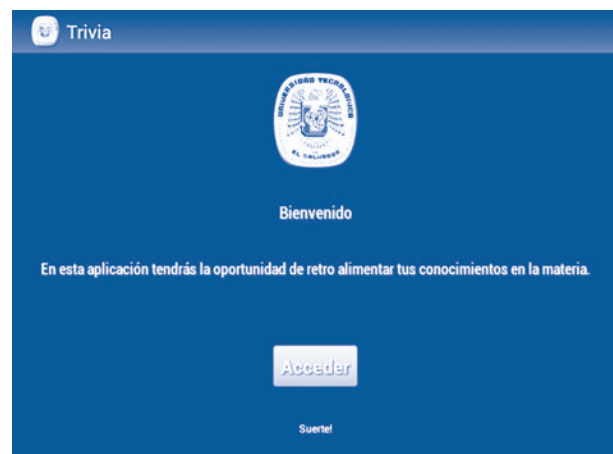 Trivia
UNIVERSIDAD TECNOLOGICA
EL SALVADOR
Bienvenido
En esta aplicación tendrás la oportunidad de retro alimentar tus conocimientos en la materia.
Acceder
Suerte!